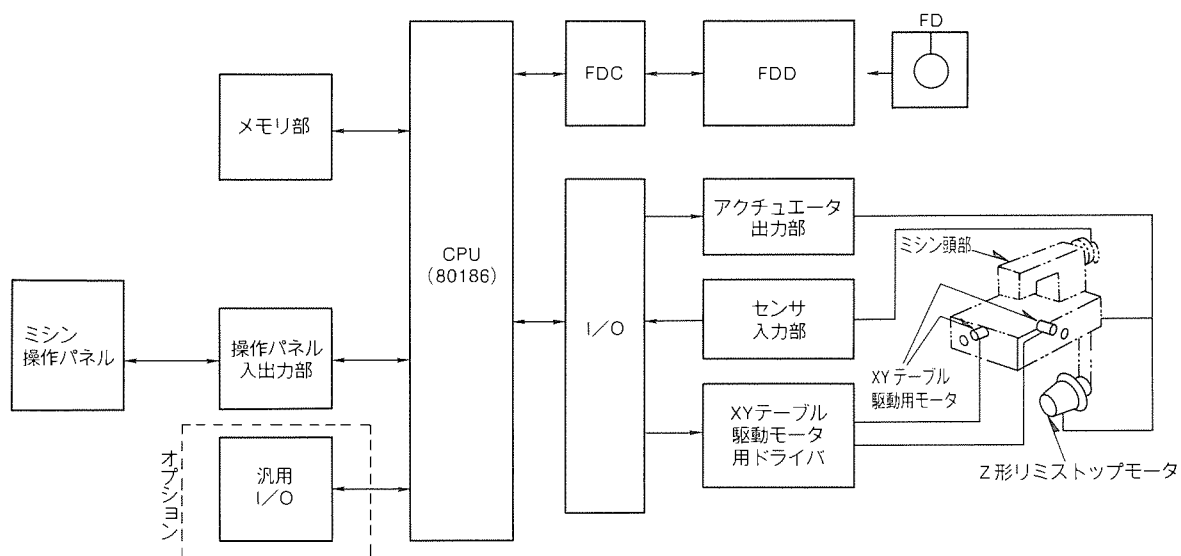 FD
FDC
FDD
メモリ部
CPU
(80186)
アクチュエータ
出力部
ミシン頭部
ミシン
操作パネル
操作パネル
入出力部
I/O
センサ
入力部
XYテーブル
駆動用モータ
XYテーブル
駆動モータ
用ドライバ
Z形リミストップモータ
オプション
汎用
I/O